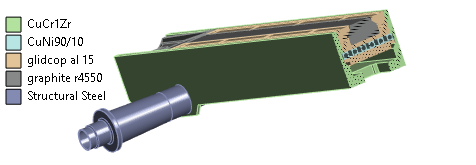 CuCr1Zr
CuNi90/10
glidcop al 15
graphite r4550
Structural Steel